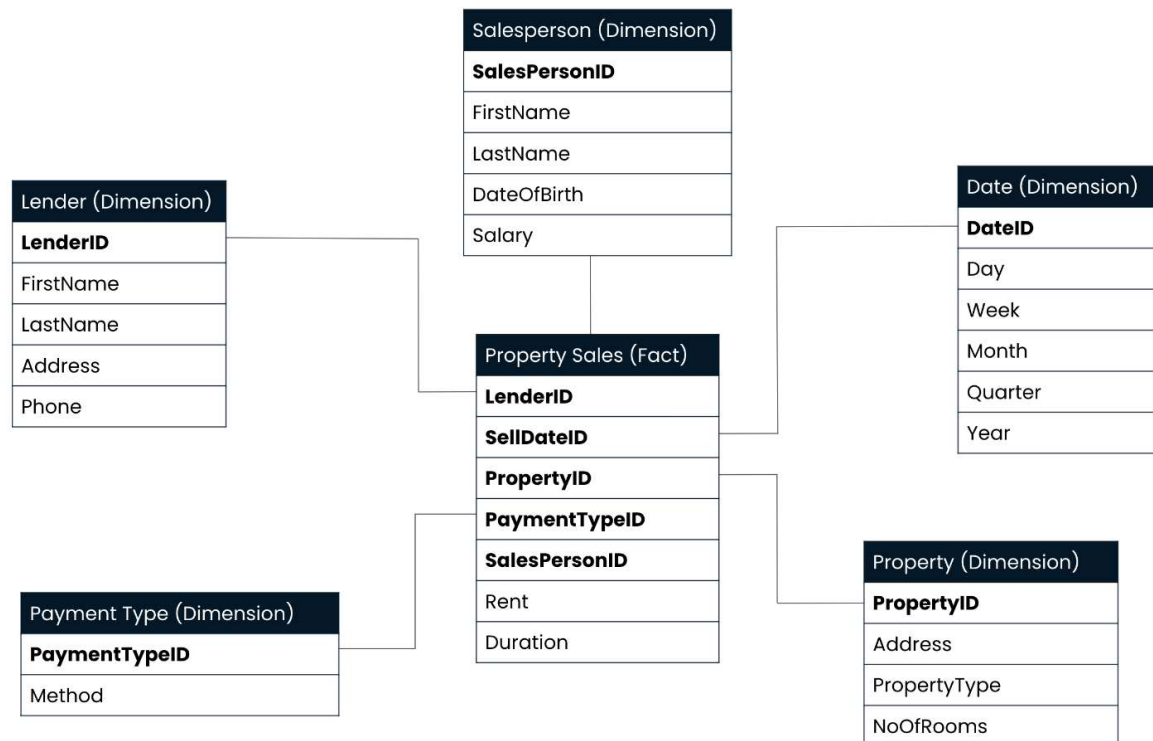 Salesperson (Dimension)
SalesPersonID
FirstName
LastName
DateOfBirth
Salary
Lender (Dimension)
LenderID
FirstName
LastName
Address
Phone
Date (Dimension)
DateID
Day
Week
Month
Quarter
Year
Property Sales (Fact)
LenderID
SellDateID
PropertyID
PaymentTypeID
SalesPersonID
Rent
Duration
Payment Type (Dimension)
PaymentTypeID
Method
Property (Dimension)
PropertyID
Address
PropertyType
NoOfRooms